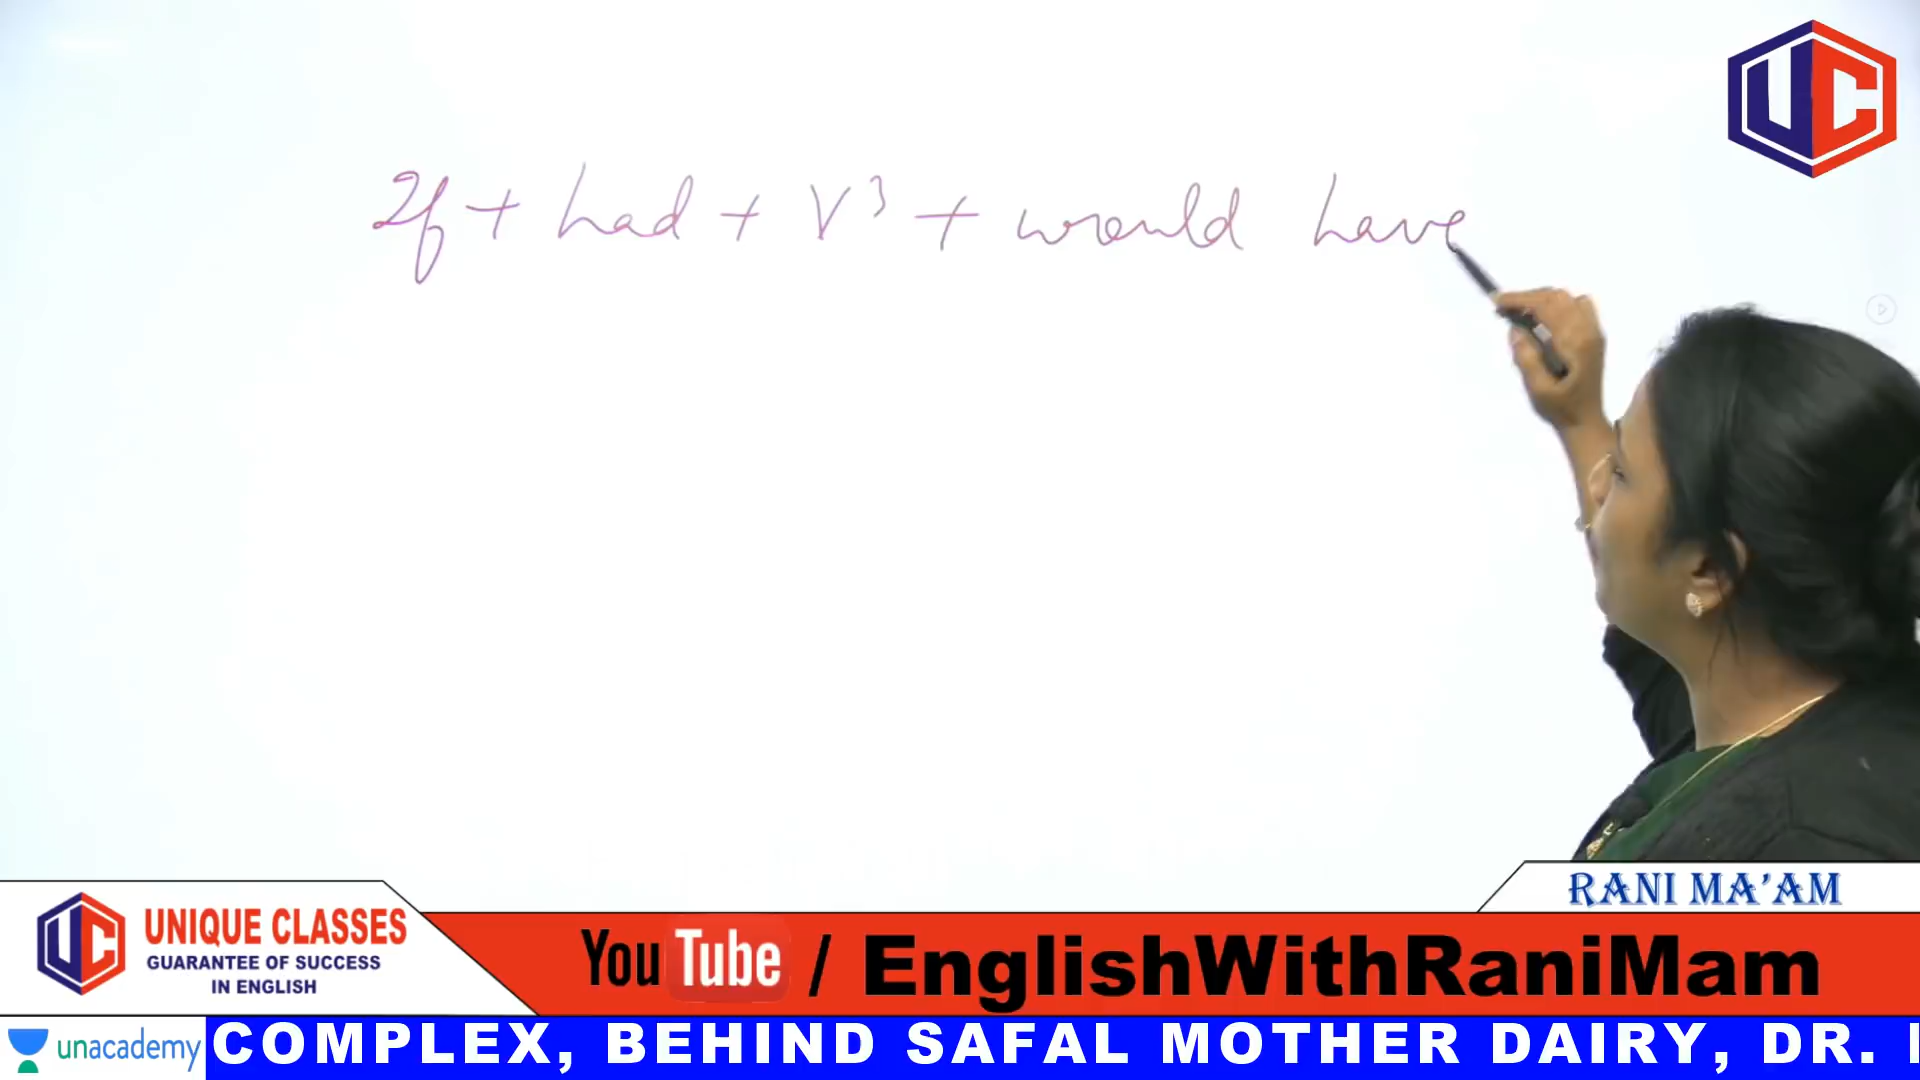 UC
If + had + V³ + would have
RANI MA'AM
UC UNIQUE CLASSES
GUARANTEE OF SUCCESS
IN ENGLISH
YouTube / EnglishWithRaniMam
unacademy
COMPLEX, BEHIND SAFAL MOTHER DAIRY, DR.